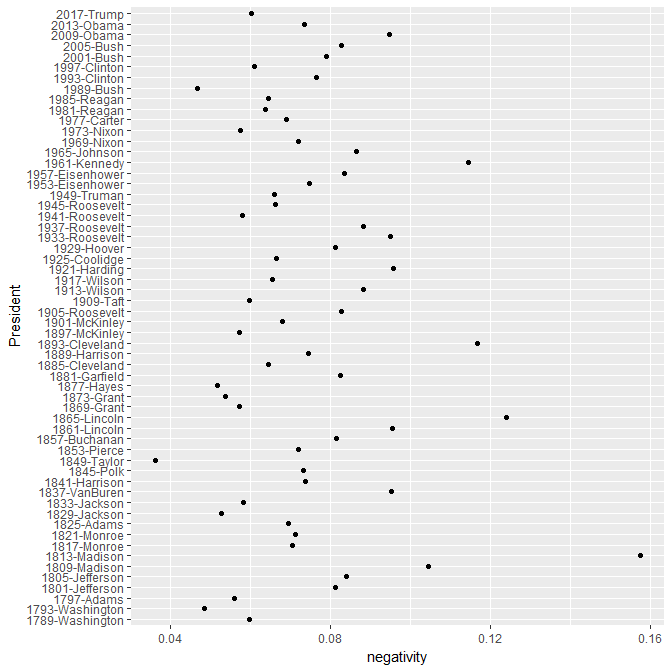 2017-Trump
2013-Obama
2009-Obama
2005-Bush
2001-Bush
1997-Clinton
1993-Clinton
1989-Bush
1985-Reagan
1981-Reagan
1977-Carter
1973-Nixon
1969-Nixon
1965-Johnson
1961-Kennedy
1957-Eisenhower
1953-Eisenhower
1949-Truman
1945-Roosevelt
1941-Roosevelt
1937-Roosevelt
1933-Roosevelt
1929-Hoover
1925-Coolidge
1921-Harding
1917-Wilson
1913-Wilson
1909-Taft
1905-Roosevelt
1901-McKinley
1897-McKinley
1893-Cleveland
1889-Harrison
1885-Cleveland
1881-Garfield
1877-Hayes
1873-Grant
1869-Grant
1865-Lincoln
1861-Lincoln
1857-Buchanan
1853-Pierce
1849-Taylor
1845-Polk
1841-Harrison
1837-VanBuren
1833-Jackson
1829-Jackson
1825-Adams
1821-Monroe
1817-Monroe
1813-Madison
1809-Madison
1805-Jefferson
1801-Jefferson
1797-Adams
1793-Washington
1789-Washington
President
0.04 0.08 0.12 0.16
negativity